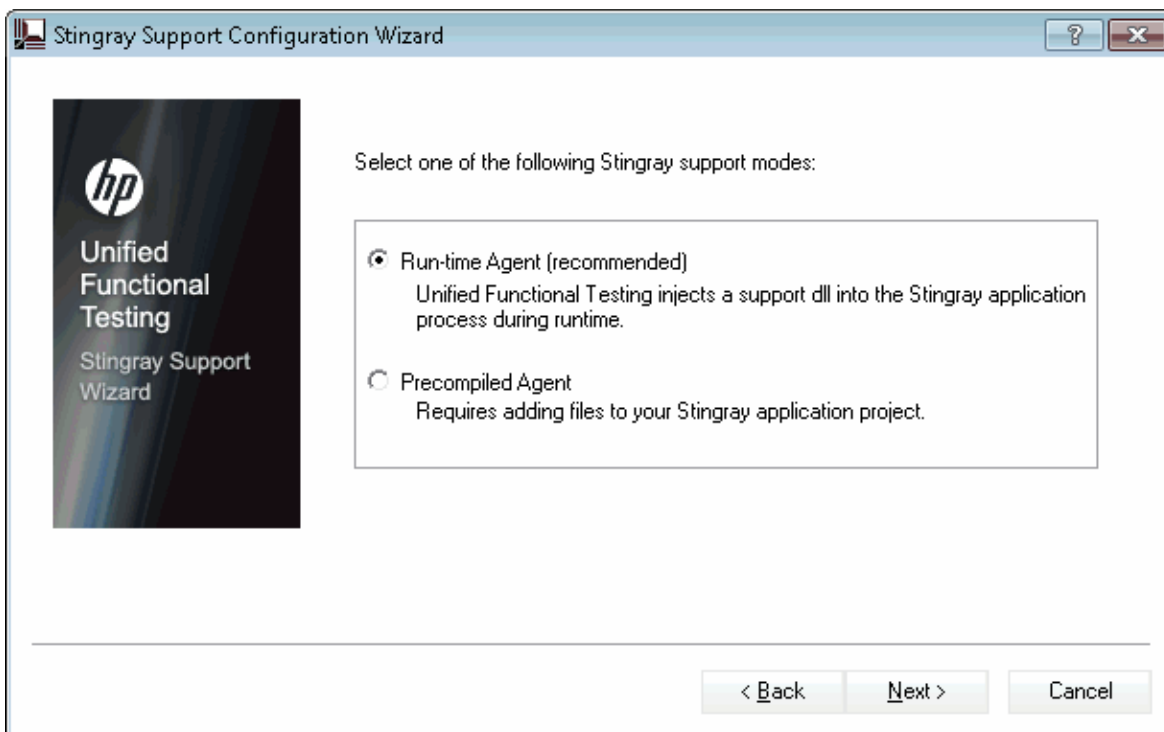 Stingray Support Configuration Wizard
?
hp
Unified
Functional
Testing
Stingray Support
Wizard
Select one of the following Stingray support modes:
Run-time Agent (recommended)
Unified Functional Testing injects a support dll into the Stingray application
process during runtime.
Precompiled Agent
Requires adding files to your Stingray application project.
< Back
Next >
Cancel